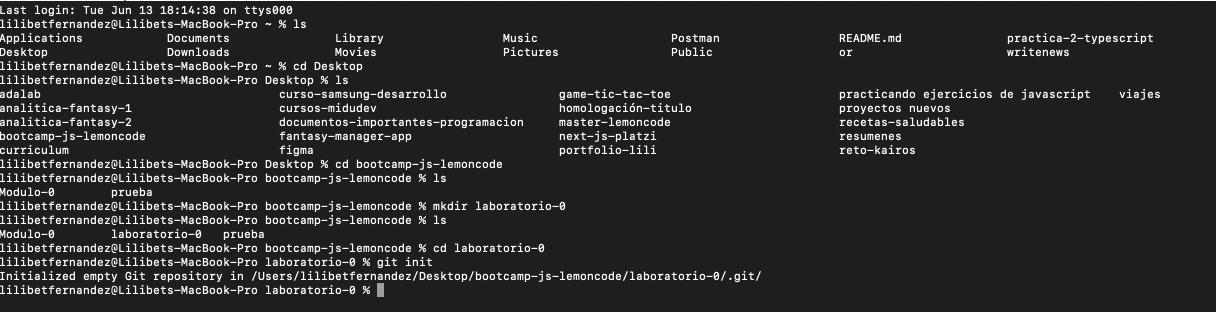 Last login: Tue Jun 13 18:14:38 on ttys000
lilibetfernandez@Lilibets-MacBook-Pro ~ % ls
Applications Documents Library Music Postman README.md practica-2-typescript
Desktop Downloads Movies Pictures Public or writenews
lilibetfernandez@Lilibets-MacBook-Pro ~ % cd Desktop
lilibetfernandez@Lilibets-MacBook-Pro Desktop % ls
adalab curso-samsung-desarrollo game-tic-tac-toe practicando ejercicios de javascript viajes
analitica-fantasy-1 cursos-midudev homologación-titulo proyectos nuevos
analitica-fantasy-2 documentos-importantes-programacion master-lemoncode recetas-saludables
bootcamp-js-lemoncode fantasy-manager-app next-js-platzi resumenes
curriculum figma portfolio-lili reto-kairos
lilibetfernandez@Lilibets-MacBook-Pro Desktop % cd bootcamp-js-lemoncode
lilibetfernandez@Lilibets-MacBook-Pro bootcamp-js-lemoncode % ls
Modulo-0 prueba
lilibetfernandez@Lilibets-MacBook-Pro bootcamp-js-lemoncode % mkdir laboratorio-0
lilibetfernandez@Lilibets-MacBook-Pro bootcamp-js-lemoncode % ls
Modulo-0 laboratorio-0 prueba
lilibetfernandez@Lilibets-MacBook-Pro bootcamp-js-lemoncode % cd laboratorio-0
lilibetfernandez@Lilibets-MacBook-Pro laboratorio-0 % git init
Initialized empty Git repository in /Users/lilibetfernandez/Desktop/bootcamp-js-lemoncode/laboratorio-0/.git/
lilibetfernandez@Lilibets-MacBook-Pro laboratorio-0 %